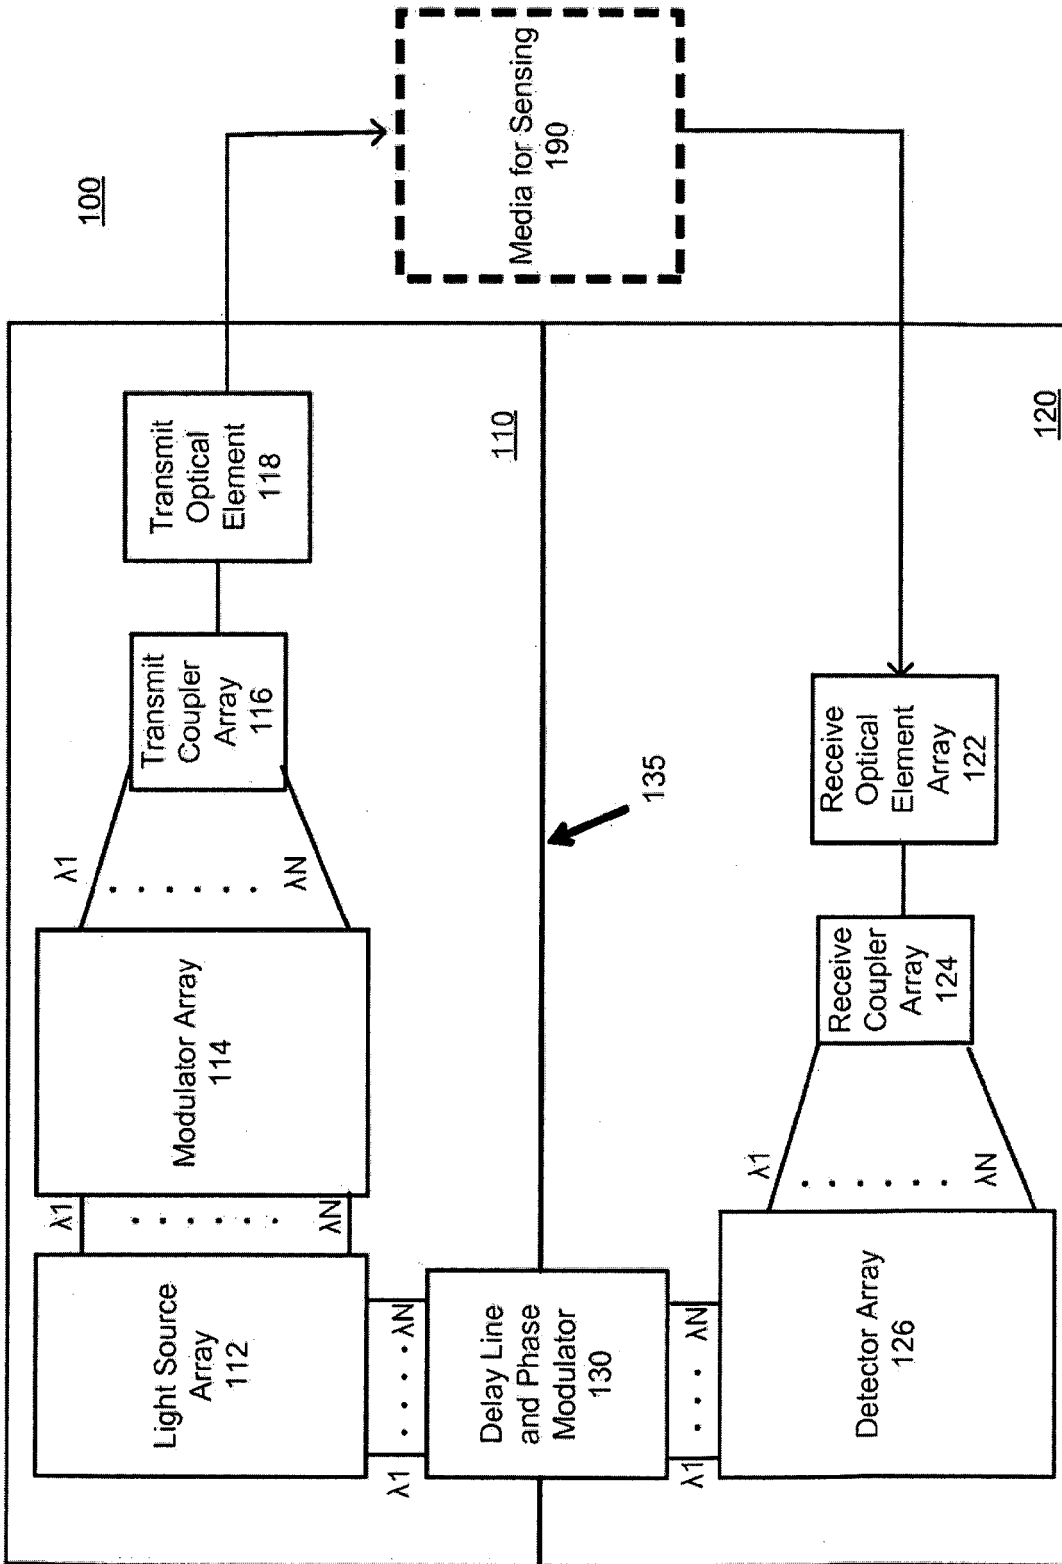 100
Light Source
Array
112
λ1
. . . . . .
λN
Modulator Array
114
λ1
. . . . . .
λN
Transmit
Coupler
Array
116
Transmit
Optical
Element
118
110
Media for Sensing
190
λ1
. . . .
λN
Delay Line
and Phase
Modulator
130
135
λ1
. . . .
λN
Detector Array
126
λ1
. . . . . .
λN
Receive
Coupler
Array
124
Receive
Optical
Element
Array
122
120